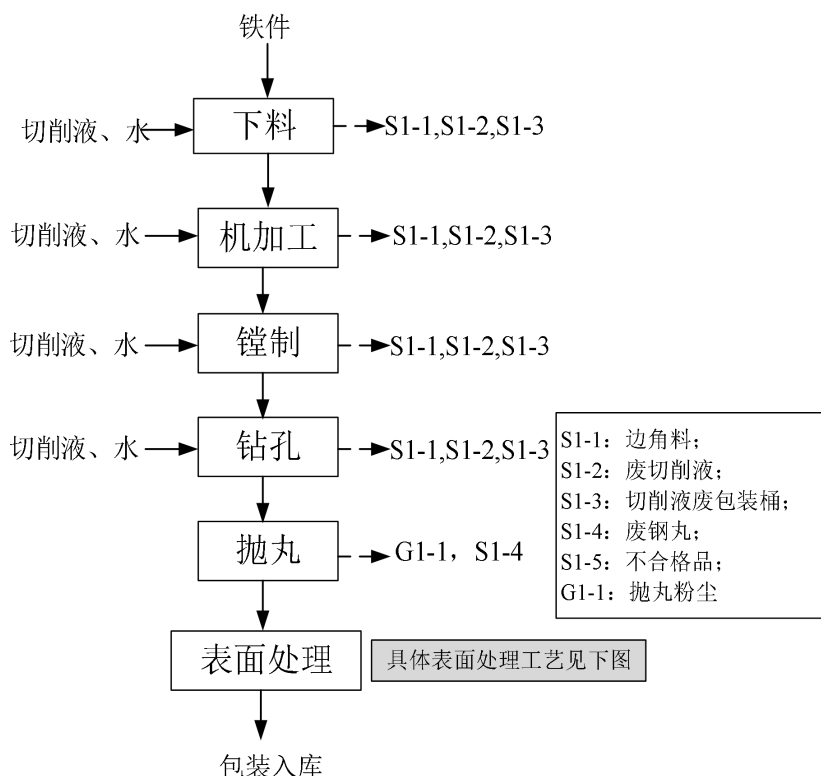 铁件
切削液、水
下料
S1-1,S1-2,S1-3
切削液、水
机加工
S1-1,S1-2,S1-3
切削液、水
镗制
S1-1,S1-2,S1-3
切削液、水
钻孔
S1-1,S1-2,S1-3
抛丸
G1-1，S1-4
表面处理
具体表面处理工艺见下图
包装入库
S1-1：边角料；
S1-2：废切削液；
S1-3：切削液废包装桶；
S1-4：废钢丸；
S1-5：不合格品；
G1-1：抛丸粉尘